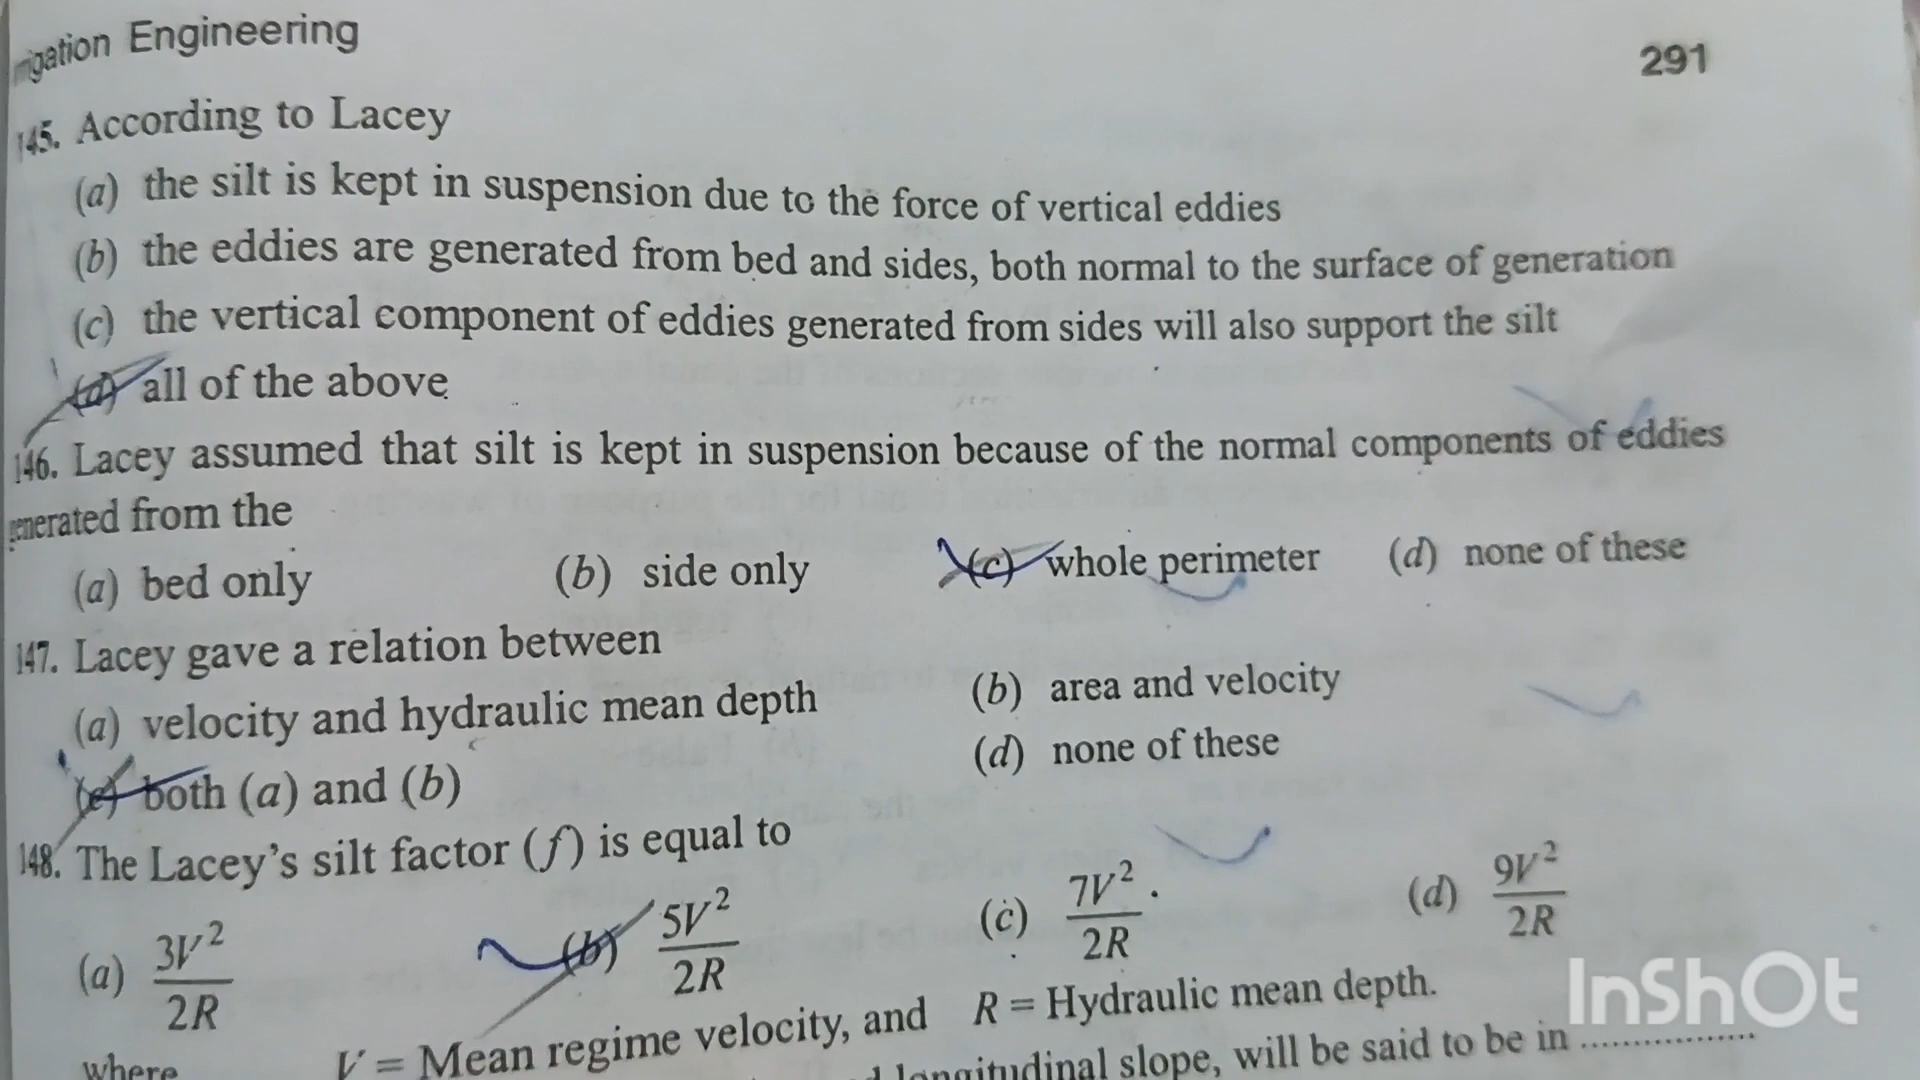 Engineering
291
145. According to Lacey
(a) the silt is kept in suspension due to the force of vertical eddies
(b) the eddies are generated from bed and sides, both normal to the surface of generation
(c) the vertical component of eddies generated from sides will also support the silt
(d) all of the above
146. Lacey assumed that silt is kept in suspension because of the normal components of eddies
generated from the
(a) bed only (b) side only (c) whole perimeter (d) none of these
147. Lacey gave a relation between
(a) velocity and hydraulic mean depth (b) area and velocity
(c) both (a) and (b) (d) none of these
148. The Lacey's silt factor (f) is equal to
(a) 3V²/2R (b) 5V²/2R (c) 7V²/2R (d) 9V²/2R
where V = Mean regime velocity, and R = Hydraulic mean depth.
longitudinal slope, will be said to be in ................
InShOt